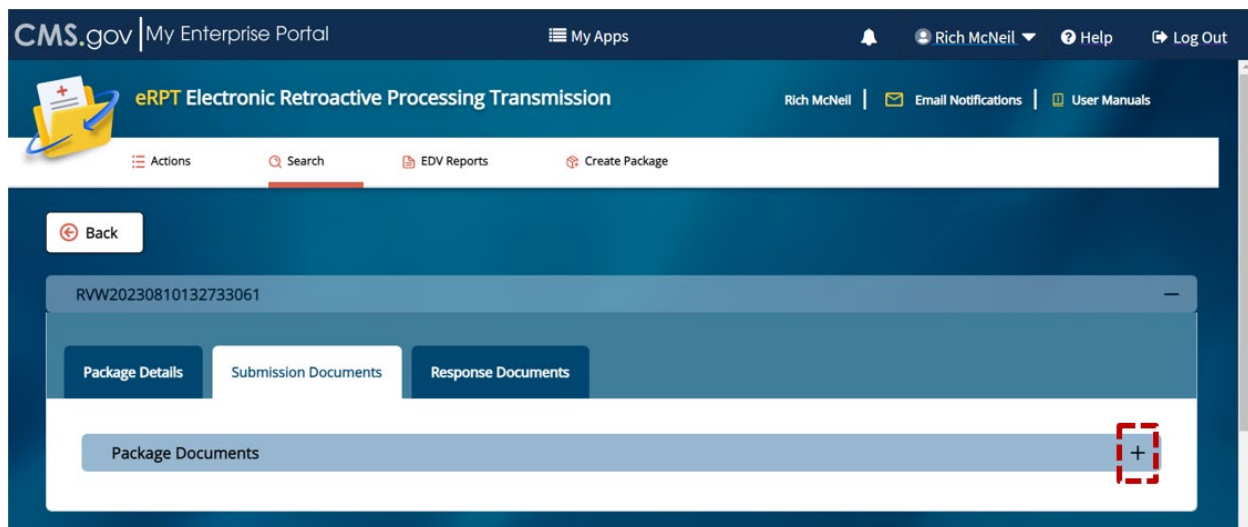 CMS.gov My Enterprise Portal My Apps Rich McNeil Help Log Out
eRPT Electronic Retroactive Processing Transmission Rich McNeil Email Notifications User Manuals
Actions Search EDV Reports Create Package
Back
RVW20230810132733061
Package Details Submission Documents Response Documents
Package Documents